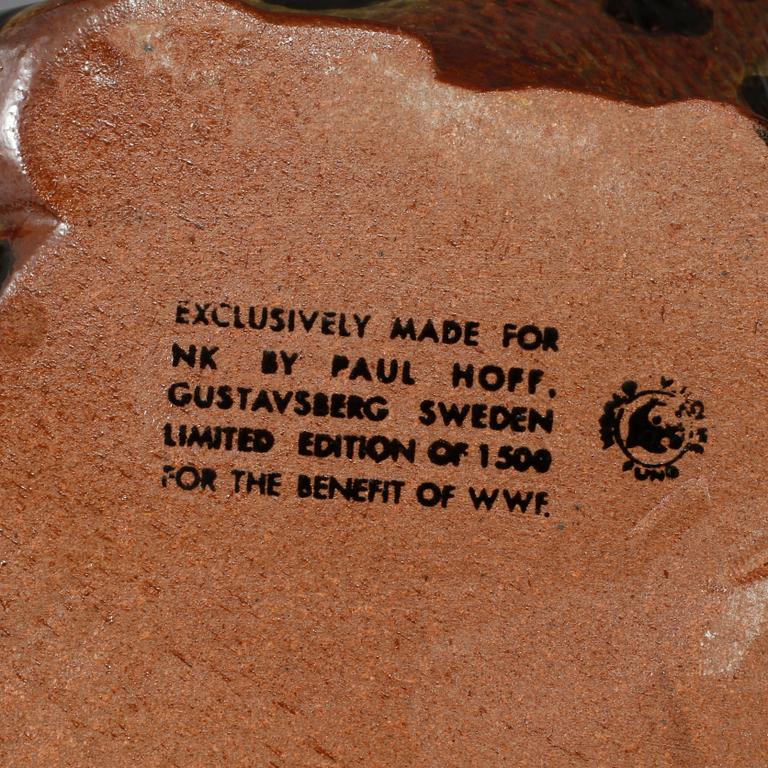 EXCLUSIVELY MADE FOR
NK BY PAUL HOFF.
GUSTAVSBERG SWEDEN
LIMITED EDITION OF 1500
FOR THE BENEFIT OF WWF.